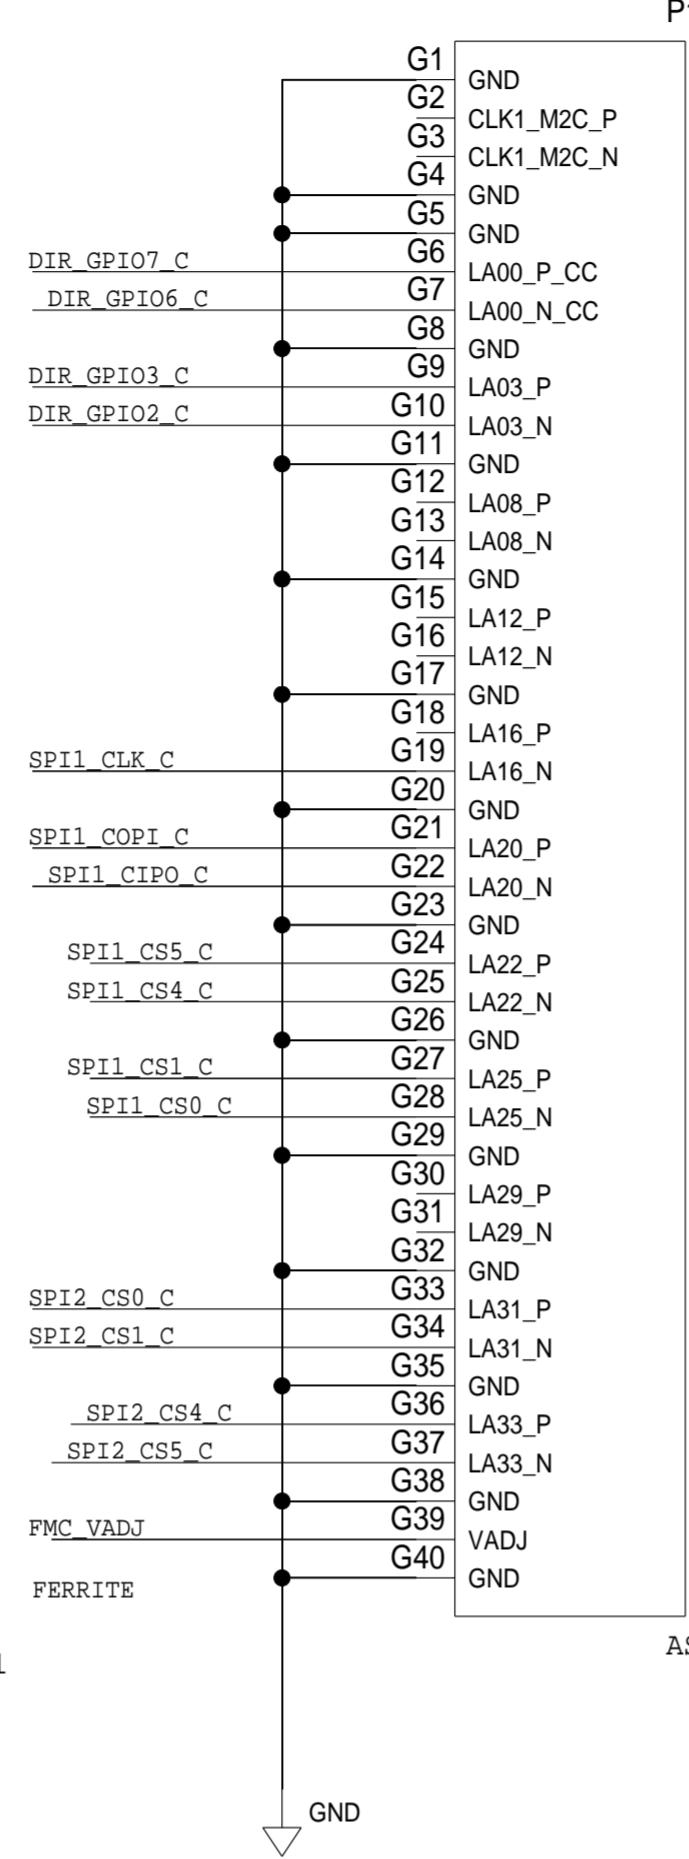 P1
G1 GND
G2 CLK1_M2C_P
G3 CLK1_M2C_N
G4 GND
G5 GND
DIR_GPIO7_C G6 LA00_P_CC
DIR_GPIO6_C G7 LA00_N_CC
G8 GND
DIR_GPIO3_C G9 LA03_P
DIR_GPIO2_C G10 LA03_N
G11 GND
G12 LA08_P
G13 LA08_N
G14 GND
G15 LA12_P
G16 LA12_N
G17 GND
G18 LA16_P
SPI1_CLK_C G19 LA16_N
G20 GND
SPI1_COPI_C G21 LA20_P
SPI1_CIPO_C G22 LA20_N
G23 GND
SPI1_CS5_C G24 LA22_P
SPI1_CS4_C G25 LA22_N
G26 GND
SPI1_CS1_C G27 LA25_P
SPI1_CS0_C G28 LA25_N
G29 GND
G30 LA29_P
G31 LA29_N
G32 GND
SPI2_CS0_C G33 LA31_P
SPI2_CS1_C G34 LA31_N
G35 GND
SPI2_CS4_C G36 LA33_P
SPI2_CS5_C G37 LA33_N
G38 GND
FMC_VADJ G39 VADJ
G40 GND
FERRITE
GND